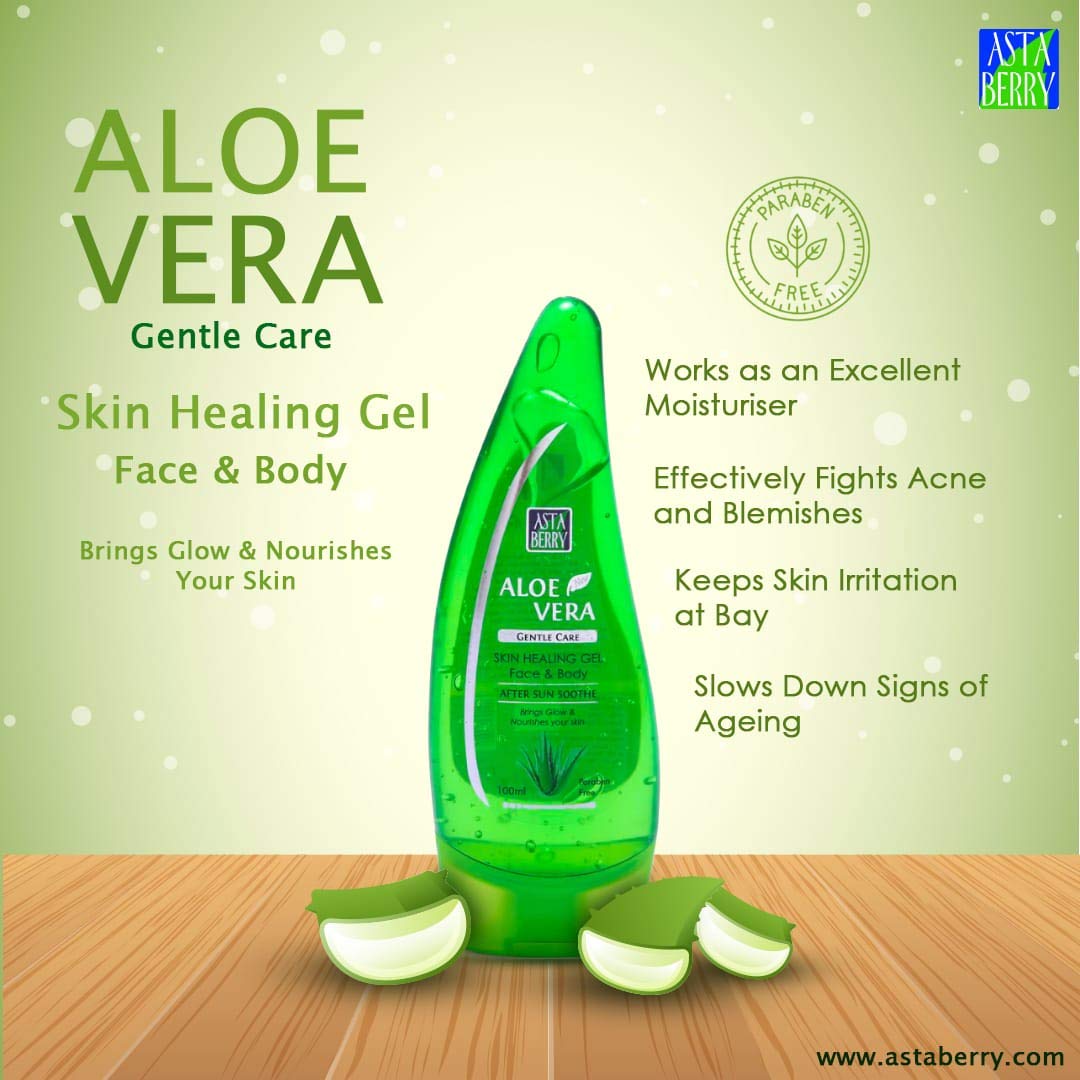 ASTA
BERRY
ALOE
VERA
Gentle Care
Skin Healing Gel
Face & Body
Brings Glow & Nourishes
Your Skin
PARABEN
FREE
Works as an Excellent
Moisturiser
Effectively Fights Acne
and Blemishes
Keeps Skin Irritation
at Bay
Slows Down Signs of
Ageing
ASTA
BERRY
ALOE
VERA
GENTLE CARE
SKIN HEALING GEL
Face & Body
AFTER SUN SOOTHE
Brings Glow &
Nourishes your skin
100ml
Paraben
Free
www.astaberry.com